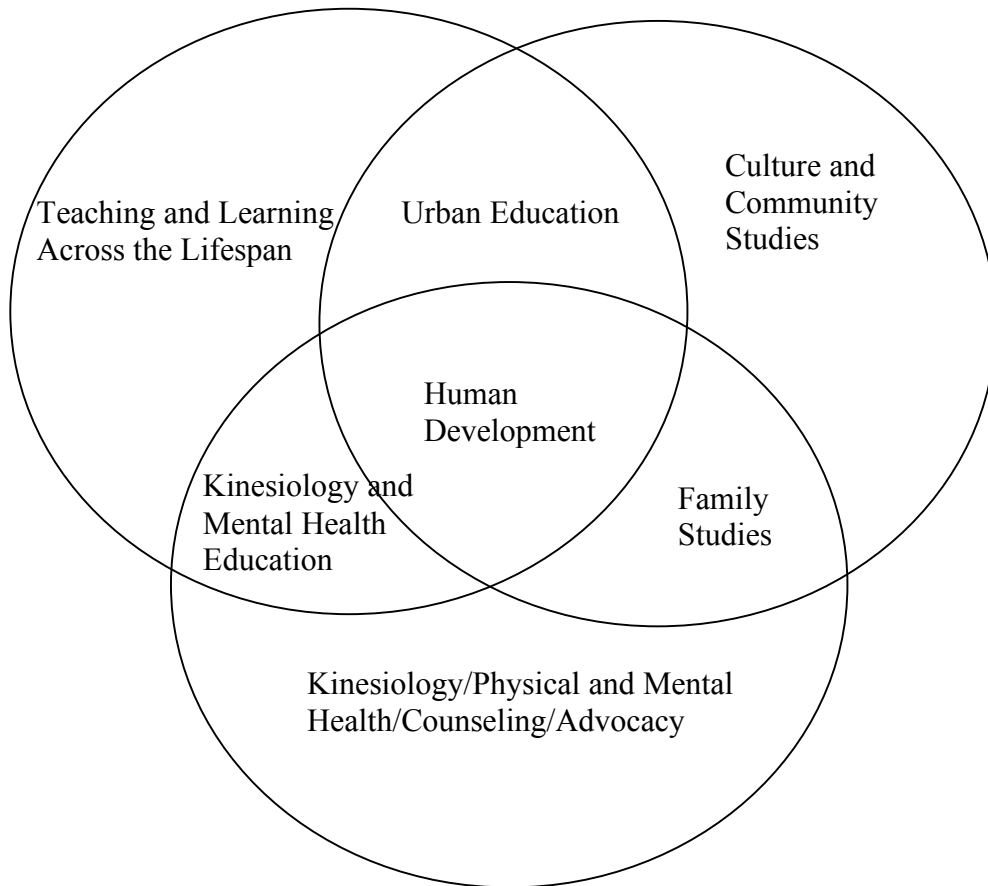 Teaching and Learning
Across the Lifespan
Urban Education
Culture and
Community
Studies
Human
Development
Kinesiology and
Mental Health
Education
Family
Studies
Kinesiology/Physical and Mental
Health/Counseling/Advocacy